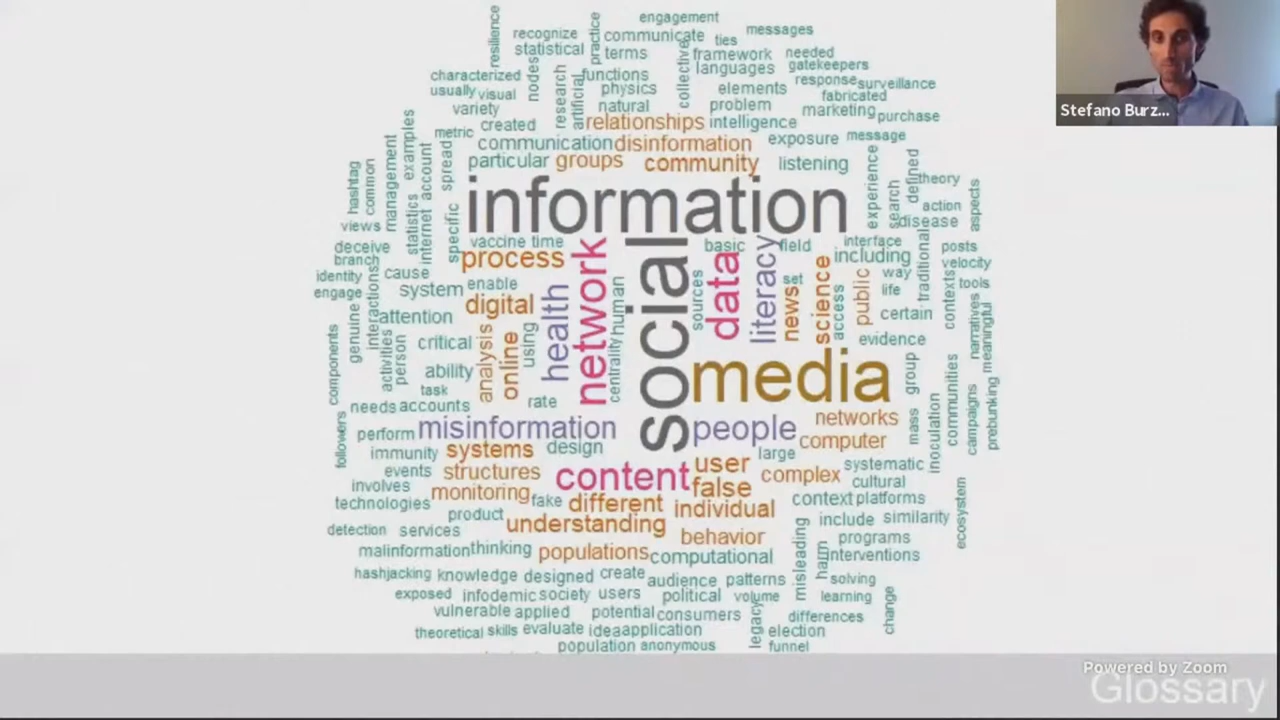 engagement
resilience
recognize
practice
communicate
ties
messages
statistical
terms
collective
framework
needed
languages
gatekeepers
characterized
nodes
research
artificial
functions
physics
elements
response
surveillance
usually
visual
fabricated
variety
natural
problem
marketing
purchase
metric
created
relationships
intelligence
exposure
message
examples
communication
disinformation
particular
groups
community
listening
hashtag
common
management
statistics
internet
account
spread
specific
information
experience
search
defined
theory
action
aspects
views
disease
deceive
branch
vaccine
time
process
network
social
basic
data
literacy
field
interface
including
traditional
posts
velocity
identity
cause
engage
interactions
system
enable
digital
health
human
sources
set
news
science
access
public
way
life
contexts
tools
genuine
attention
certain
narratives
meaningful
components
activities
person
critical
analysis
online
using
centrality
evidence
ability
media
group
task
rate
needs
accounts
mass
inoculation
communities
campaigns
prebunking
followers
perform
misinformation
people
networks
computer
immunity
systems
design
large
events
structures
content
user
complex
systematic
involves
monitoring
fake
different
false
cultural
technologies
individual
context
platforms
ecosystem
product
understanding
include
similarity
detection
services
behavior
misleading
harm
programs
malinformation
thinking
populations
computational
interventions
hashjacking
knowledge
designed
create
audience
patterns
solving
exposed
infodemic
society
users
political
volume
learning
change
vulnerable
applied
potential
consumers
legacy
differences
theoretical
skills
evaluate
idea
application
election
population
anonymous
funnel
Stefano Burz...
Powered by Zoom
Glossary